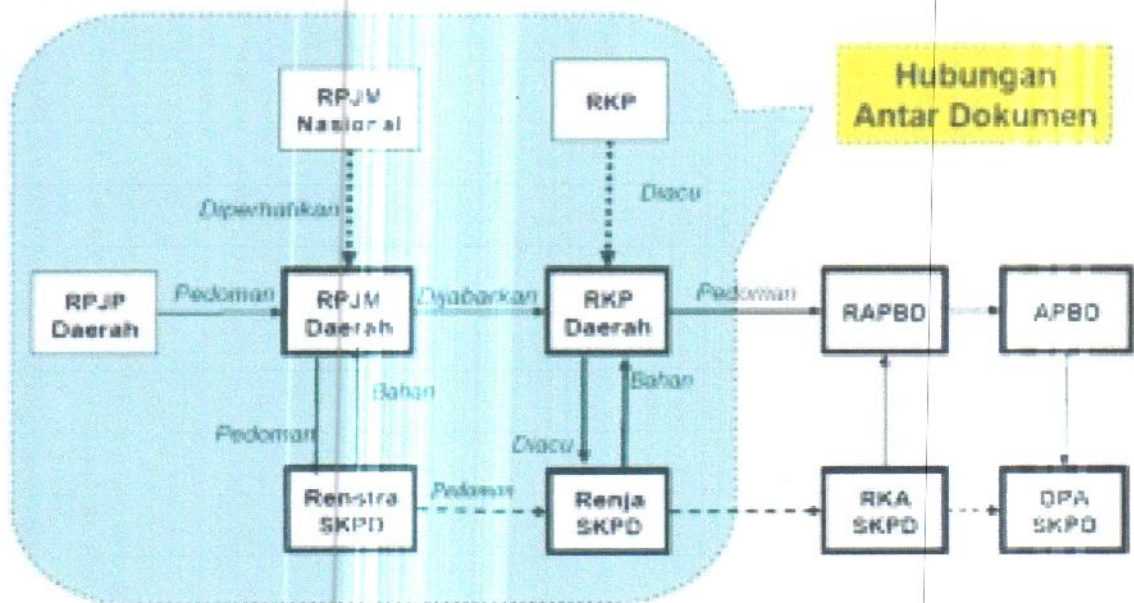 Hubungan
Antar Dokumen
RPJM
Nasional
RKP
Diperhatikan
Diacu
RPJP
Daerah
Pedoman
RPJM
Daerah
Dijabarkan
RKP
Daerah
Pedoman
RAPBD
APBD
Pedoman
Bahan
Diacu
Bahan
Renstra
SKPD
Pedoman
Renja
SKPD
RKA
SKPD
DPA
SKPD